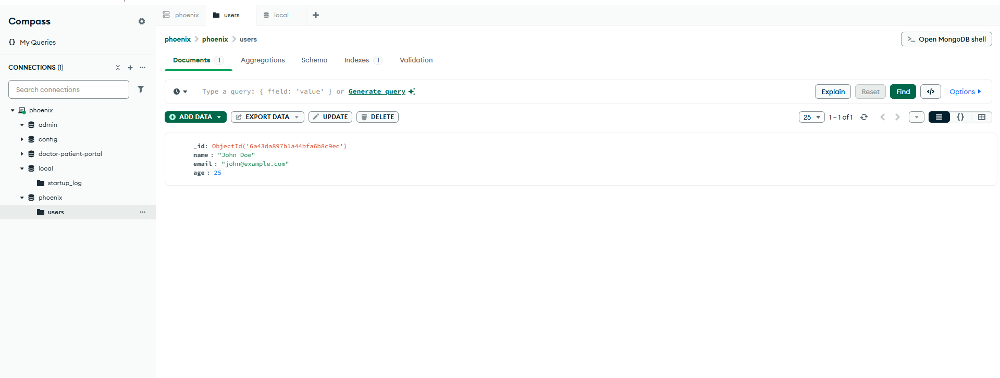 Compass
My Queries
CONNECTIONS (1)
Search connections
phoenix
admin
config
doctor-patient-portal
local
startup_log
phoenix
users
phoenix users local
phoenix > phoenix > users
>_ Open MongoDB shell
Documents 1 Aggregations Schema Indexes 1 Validation
Type a query: { field: 'value' } or Generate query
Explain Reset Find </> Options
ADD DATA EXPORT DATA UPDATE DELETE
25 1 – 1 of 1 {}
_id: ObjectId('6a43da897b1a44bfa6b8c9ec')
name : "John Doe"
email : "john@example.com"
age : 25